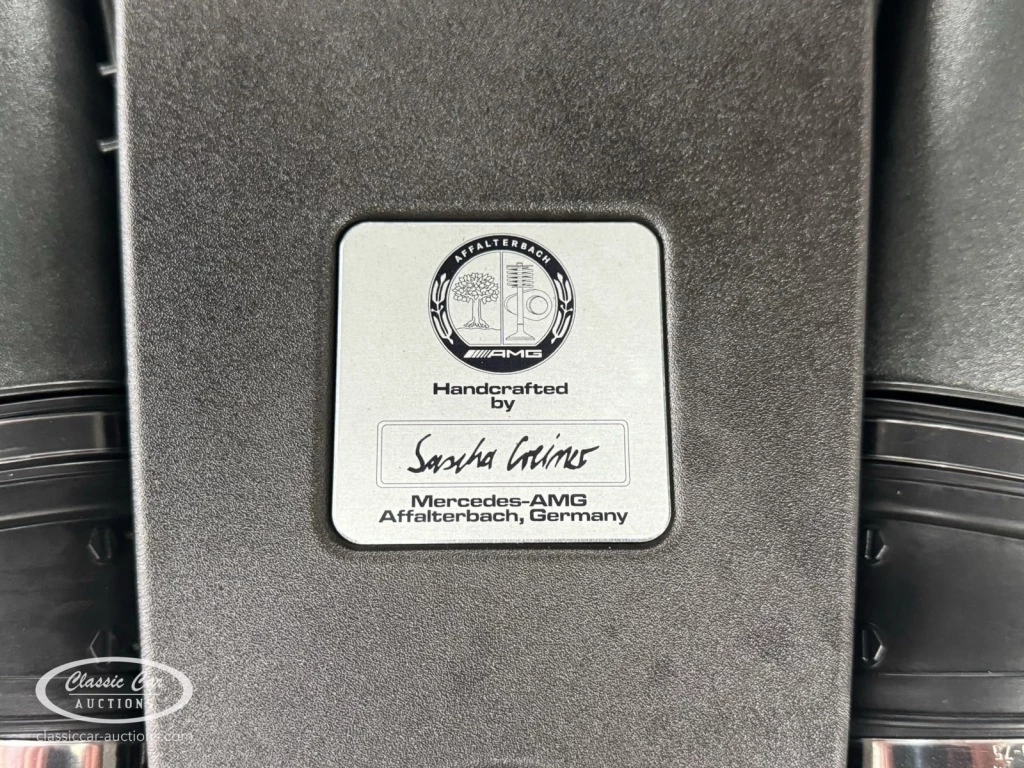 AFFALTERBACH
AMG
Handcrafted
by
Sascha Greiner
Mercedes-AMG
Affalterbach, Germany
Classic Car
AUCTIONS
classiccar-auctions.com